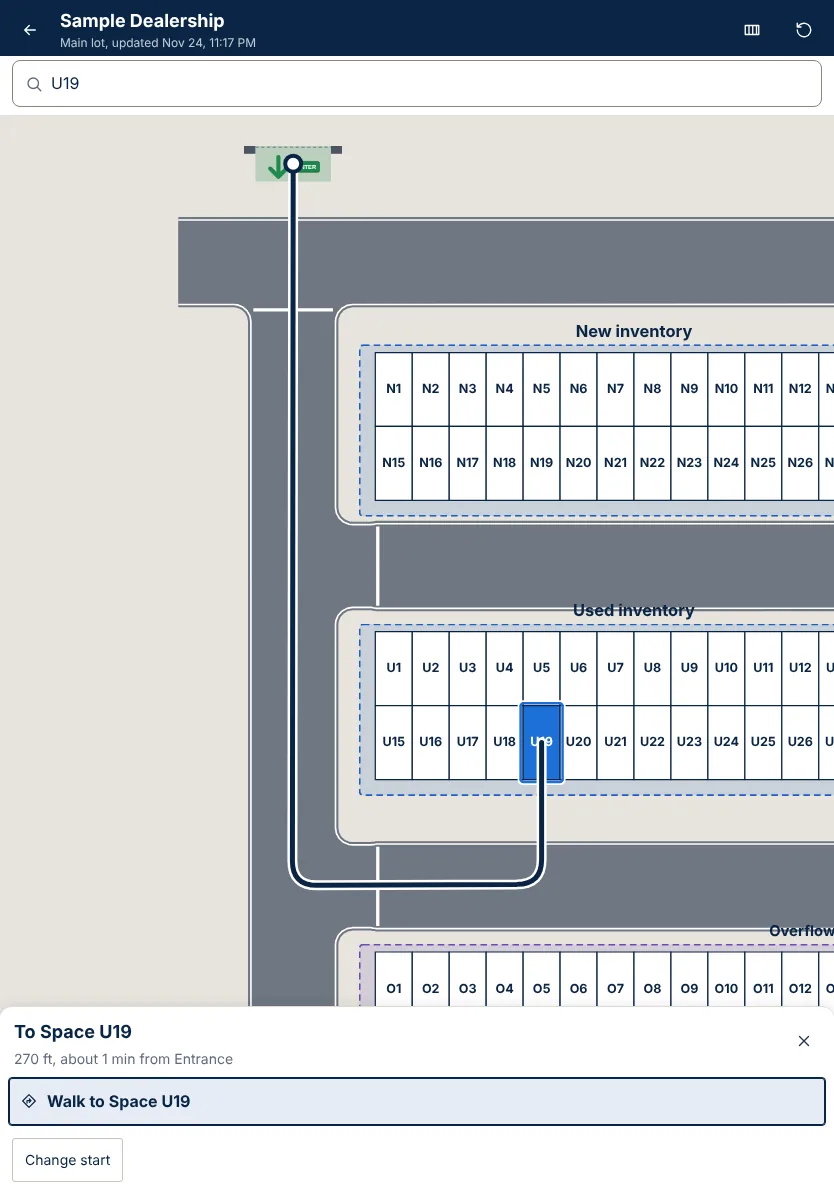 Sample Dealership
Main lot, updated Nov 24, 11:17 PM
U19
New inventory
N1 N2 N3 N4 N5 N6 N7 N8 N9 N10 N11 N12
N15 N16 N17 N18 N19 N20 N21 N22 N23 N24 N25 N26
Used inventory
U1 U2 U3 U4 U5 U6 U7 U8 U9 U10 U11 U12
U15 U16 U17 U18 U19 U20 U21 U22 U23 U24 U25 U26
Overflow
O1 O2 O3 O4 O5 O6 O7 O8 O9 O10 O11 O12
To Space U19
270 ft, about 1 min from Entrance
Walk to Space U19
Change start